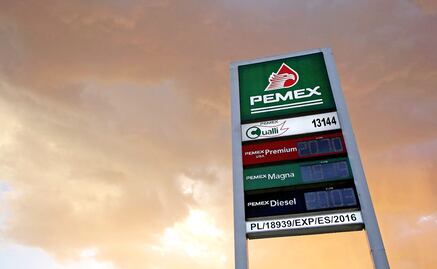 PEMEX
PEMEX
Cualli 13144
PEMEX Premium
PEMEX Magna
PEMEX Diesel
PL/18939/EXP/ES/2016